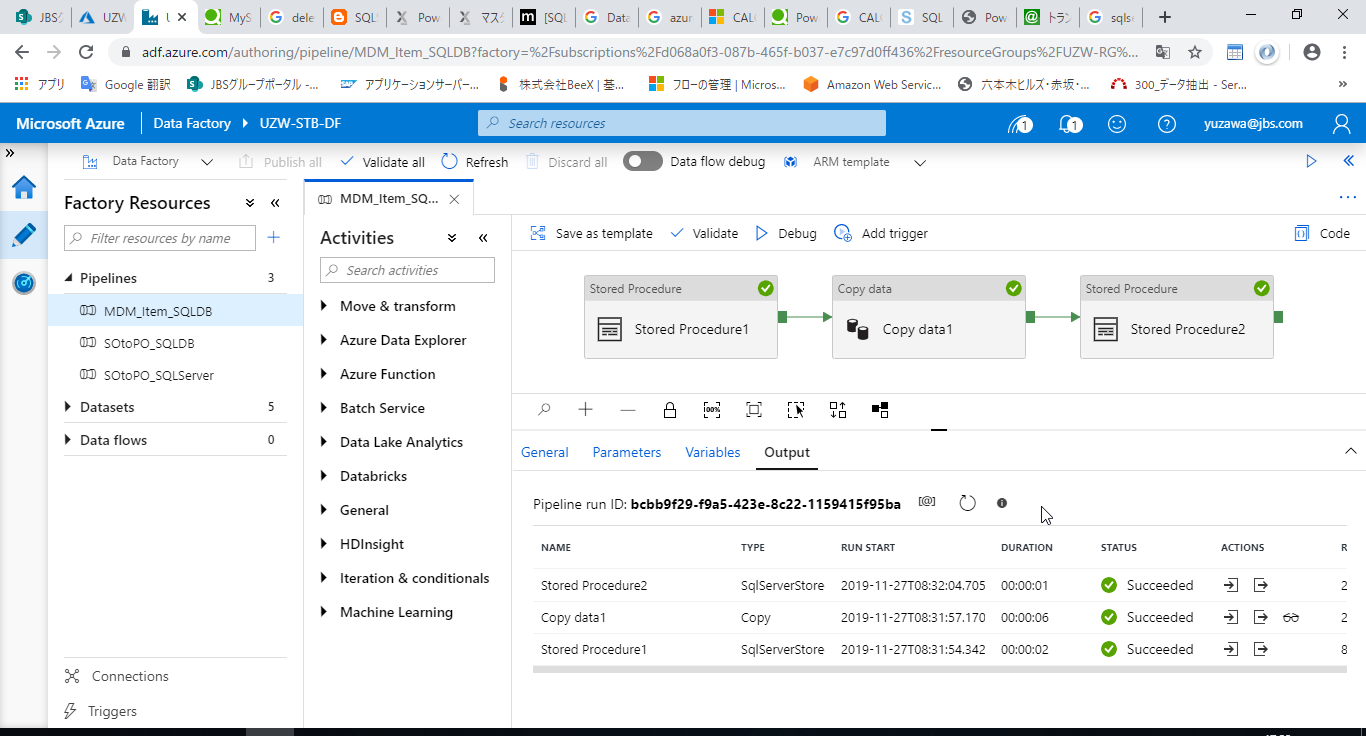 JBSグ UZW U MyS dele SQL Pow マスク [SQL Data azur CAL Pow CAL SQL Pow トラン sqls
adf.azure.com/authoring/pipeline/MDM_Item_SQLDB?factory=%2Fsubscriptions%2Fd068a0f3-087b-465f-b037-e7c97d0ff436%2FresourceGroups%2FUZW-RG%...
アプリ Google 翻訳 JBSグループポータル -... アプリケーションサーバー... 株式会社BeeX | 基... フローの管理 | Micros... Amazon Web Servic... 六本木ヒルズ・赤坂・... 300_データ抽出 - Ser... »
Microsoft Azure Data Factory UZW-STB-DF Search resources 1 1 yuzawa@jbs.com
Data Factory Publish all Validate all Refresh Discard all Data flow debug ARM template
Factory Resources
Filter resources by name
Pipelines 3
MDM_Item_SQLDB
SOtoPO_SQLDB
SOtoPO_SQLServer
Datasets 5
Data flows 0
Connections
Triggers
MDM_Item_SQ...
Activities
Search activities
Move & transform
Azure Data Explorer
Azure Function
Batch Service
Data Lake Analytics
Databricks
General
HDInsight
Iteration & conditionals
Machine Learning
Save as template Validate Debug Add trigger Code
Stored Procedure Copy data Stored Procedure
Stored Procedure1 Copy data1 Stored Procedure2
100%
General Parameters Variables Output
Pipeline run ID: bcbb9f29-f9a5-423e-8c22-1159415f95ba [@]
NAME TYPE RUN START DURATION STATUS ACTIONS R
Stored Procedure2 SqlServerStore 2019-11-27T08:32:04.705 00:00:01 Succeeded 2
Copy data1 Copy 2019-11-27T08:31:57.170 00:00:06 Succeeded 2
Stored Procedure1 SqlServerStore 2019-11-27T08:31:54.342 00:00:02 Succeeded 8